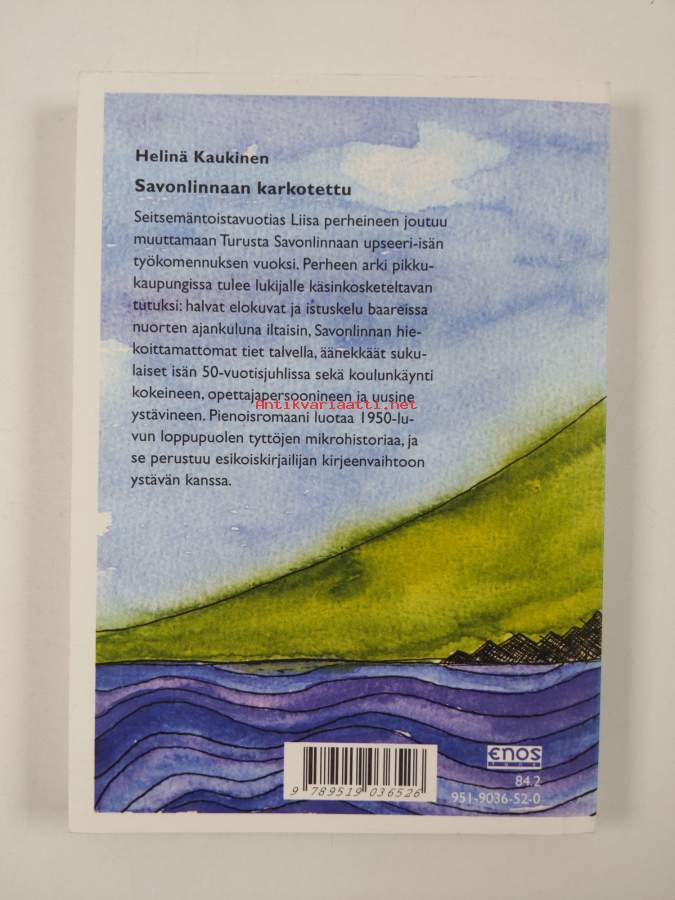 Helinä Kaukinen
Savonlinnaan karkotettu
Seitsemäntoistavuotias Liisa perheineen joutuu
muuttamaan Turusta Savonlinnaan upseeri-isän
työkomennuksen vuoksi. Perheen arki pikku-
kaupungissa tulee lukijalle käsinkosketeltavan
tutuksi: halvat elokuvat ja istuskelu baareissa
nuorten ajankuluna iltaisin, Savonlinnan hie-
koittamattomat tiet talvella, äänekkäät suku-
laiset isän 50-vuotisjuhlissa sekä koulunkäynti
kokeineen, opettajapersoonineen ja uusine
Antikvariaatti.net
ystävineen. Pienoisromaani luotaa 1950-lu-
vun loppupuolen tyttöjen mikrohistoriaa, ja
se perustuu esikoiskirjailijan kirjeenvaihtoon
ystävän kanssa.
enos
84.2
951-9036-52-0
9 789519 036526